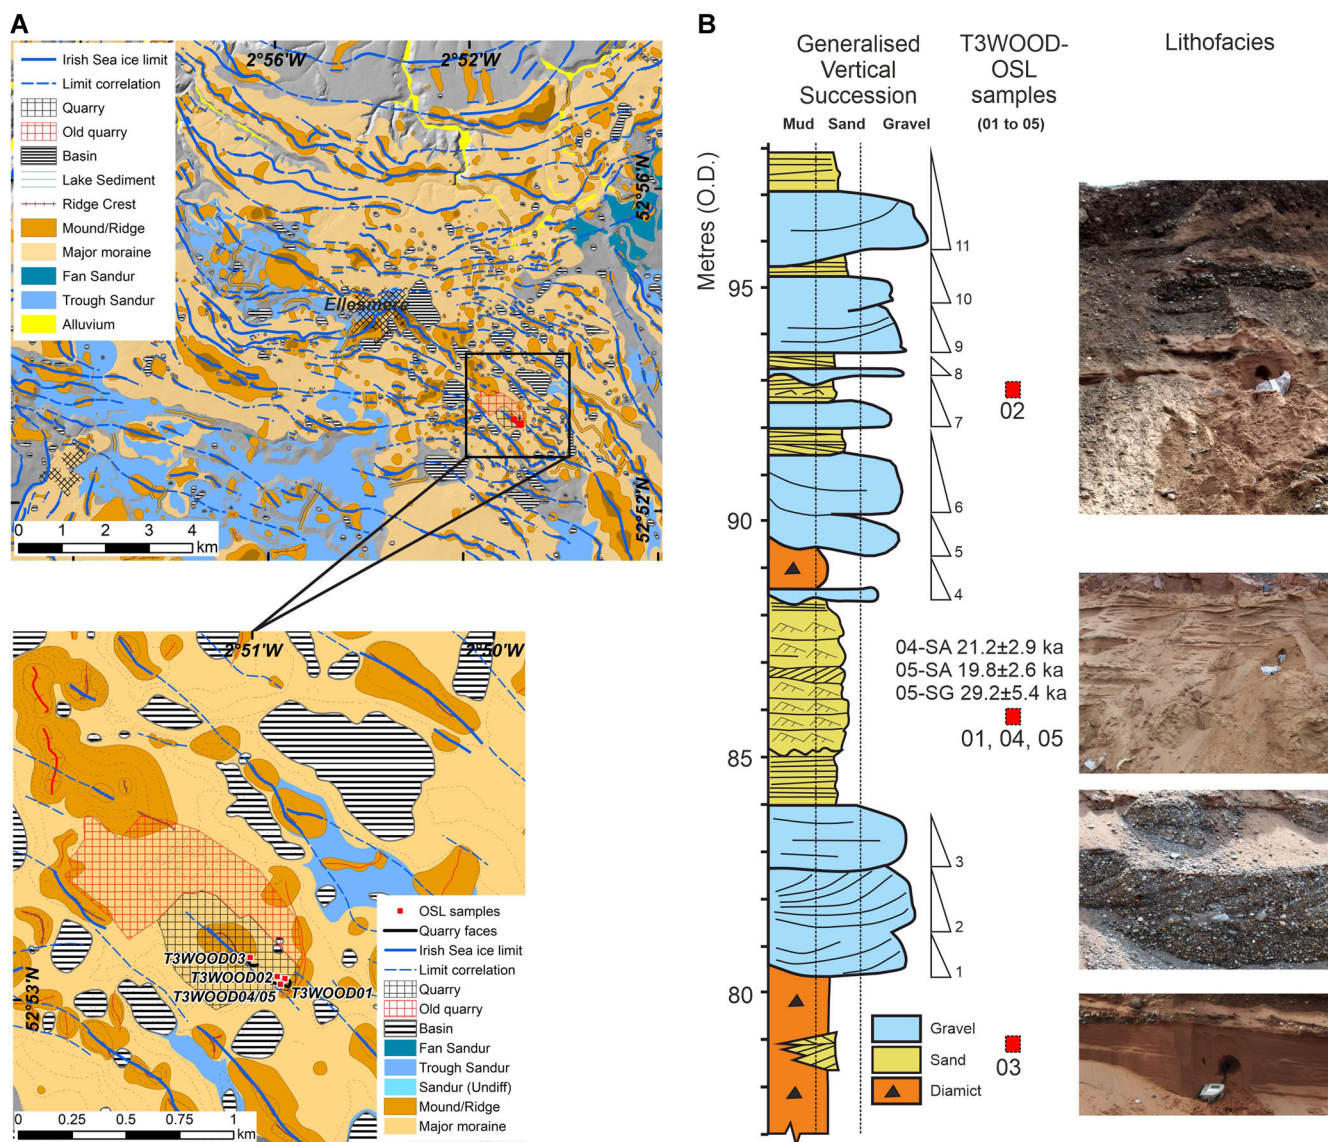 A
Irish Sea ice limit
Limit correlation
Quarry
Old quarry
Basin
Lake Sediment
Ridge Crest
Mound/Ridge
Major moraine
Fan Sandur
Trough Sandur
Alluvium
2°56'W
2°52'W
52°56'N
52°52'N
Ellesmere
0 1 2 3 4
km
2°51'W
2°50'W
52°53'N
T3WOOD03
T3WOOD02
T3WOOD04/05
T3WOOD01
OSL samples
Quarry faces
Irish Sea ice limit
Limit correlation
Quarry
Old quarry
Basin
Fan Sandur
Trough Sandur
Sandur (Undiff)
Mound/Ridge
Major moraine
0 0.25 0.5 0.75 1
km
B
Generalised
Vertical
Succession
Mud Sand Gravel
T3WOOD-
OSL
samples
(01 to 05)
Lithofacies
Metres (O.D.)
95
90
85
80
11
10
9
8
7
6
5
4
3
2
1
02
04-SA 21.2±2.9 ka
05-SA 19.8±2.6 ka
05-SG 29.2±5.4 ka
01, 04, 05
03
Gravel
Sand
Diamict